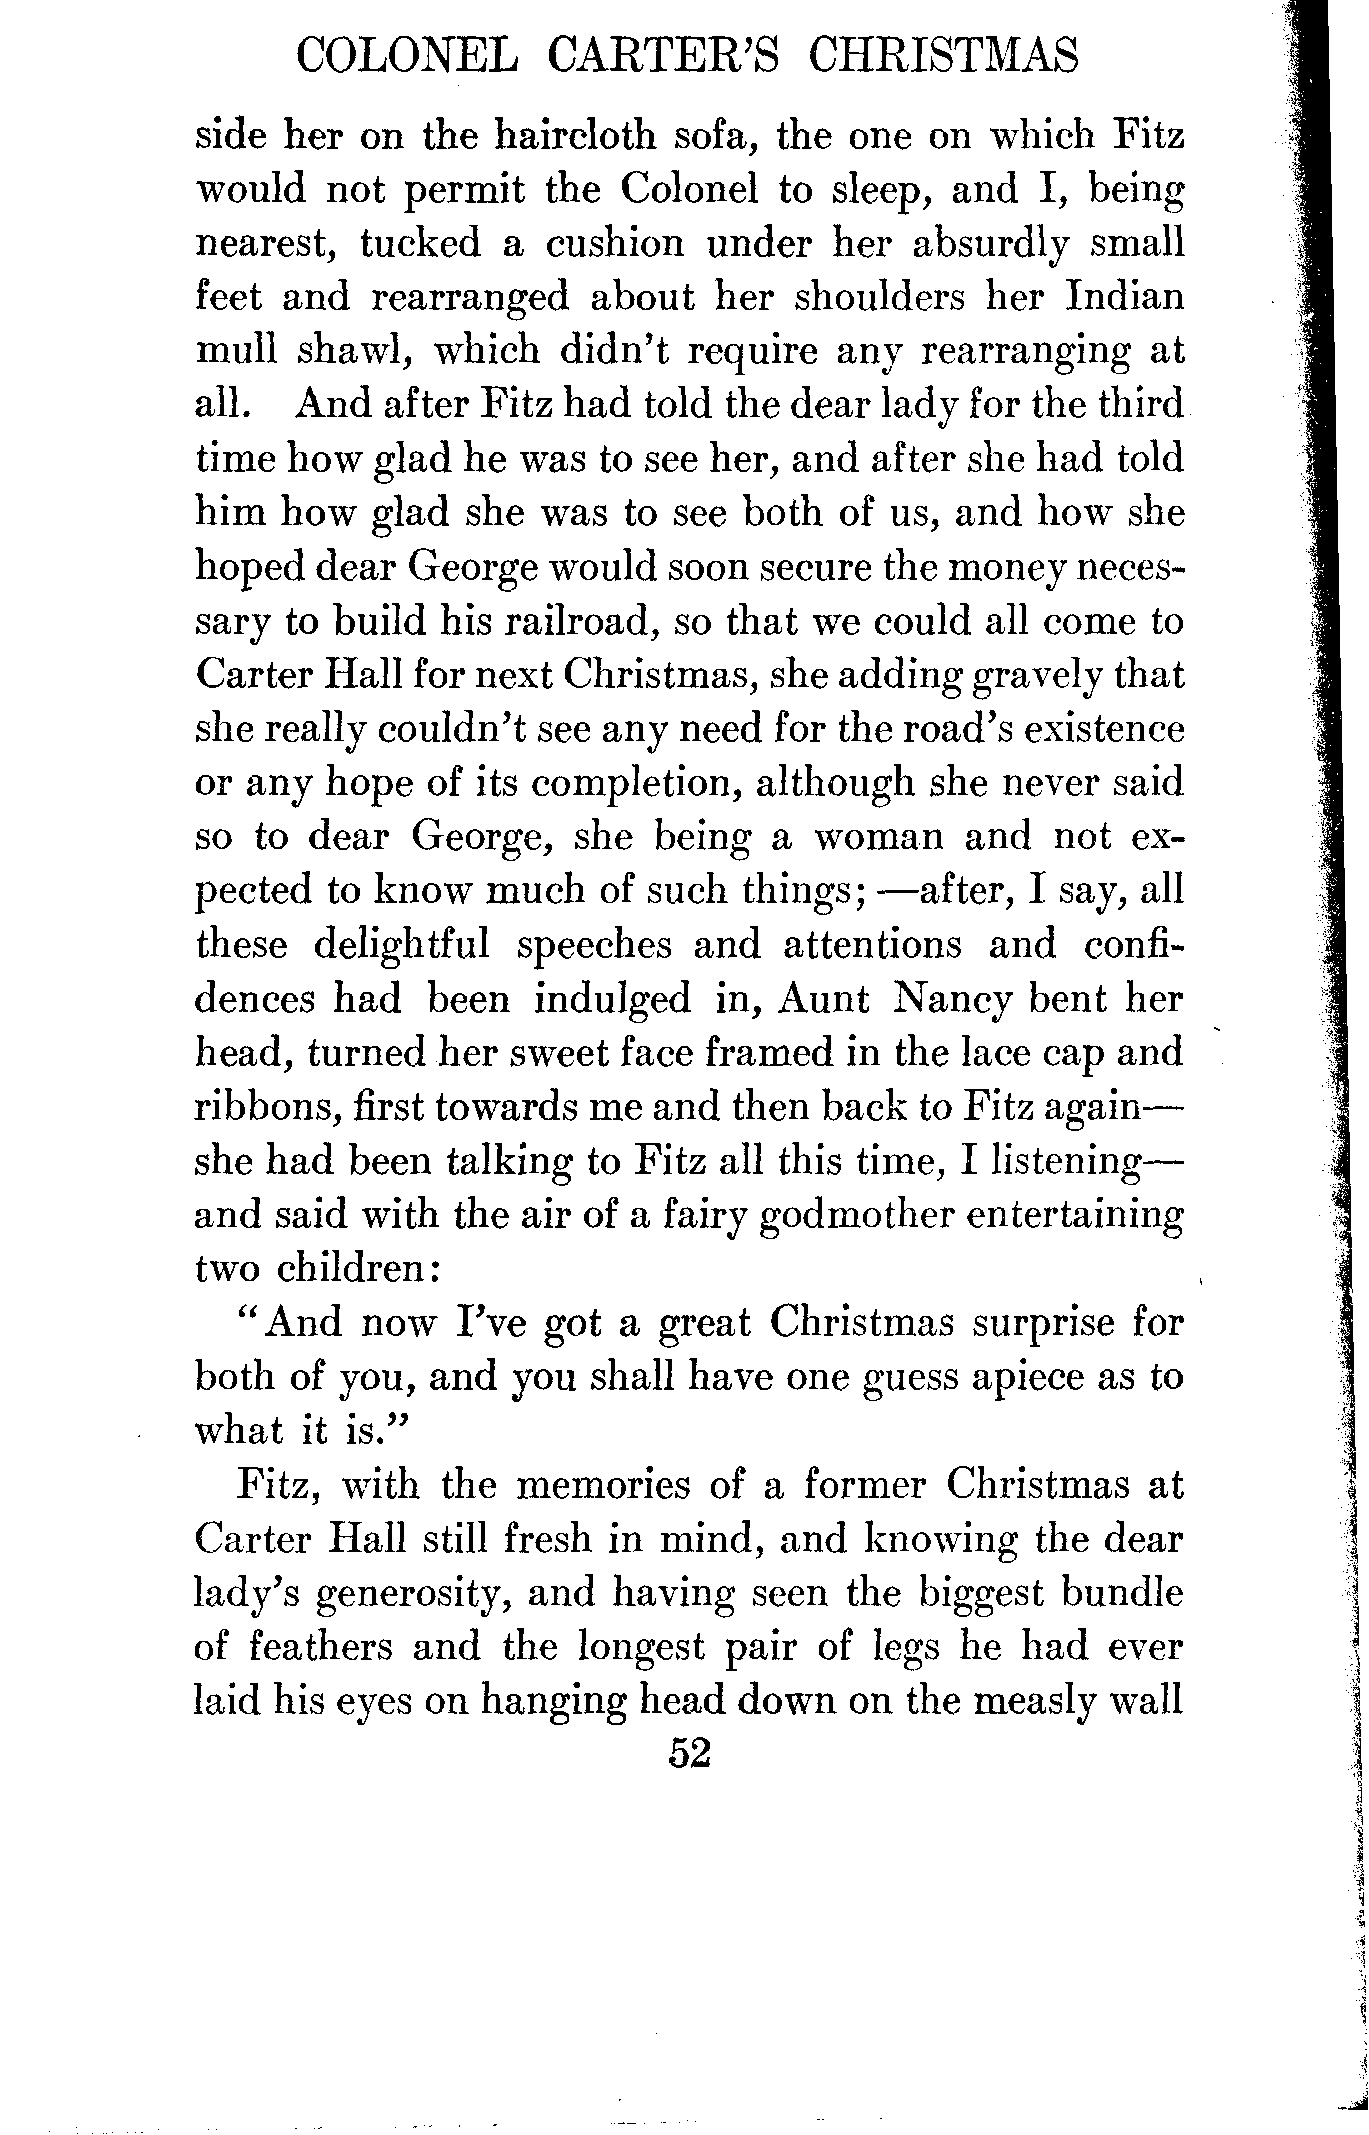 COLONEL CARTER'S CHRISTMAS
side her on the haircloth sofa, the one on which Fitz
would not permit the Colonel to sleep, and I, being
nearest, tucked a cushion under her absurdly small
feet and rearranged about her shoulders her Indian
mull shawl, which didn't require any rearranging at
all. And after Fitz had told the dear lady for the third
time how glad he was to see her, and after she had told
him how glad she was to see both of us, and how she
hoped dear George would soon secure the money neces-
sary to build his railroad, so that we could all come to
Carter Hall for next Christmas, she adding gravely that
she really couldn't see any need for the road's existence
or any hope of its completion, although she never said
so to dear George, she being a woman and not ex-
pected to know much of such things; —after, I say, all
these delightful speeches and attentions and confi-
dences had been indulged in, Aunt Nancy bent her
head, turned her sweet face framed in the lace cap and
ribbons, first towards me and then back to Fitz again—
she had been talking to Fitz all this time, I listening—
and said with the air of a fairy godmother entertaining
two children:
"And now I've got a great Christmas surprise for
both of you, and you shall have one guess apiece as to
what it is."
Fitz, with the memories of a former Christmas at
Carter Hall still fresh in mind, and knowing the dear
lady's generosity, and having seen the biggest bundle
of feathers and the longest pair of legs he had ever
laid his eyes on hanging head down on the measly wall
52